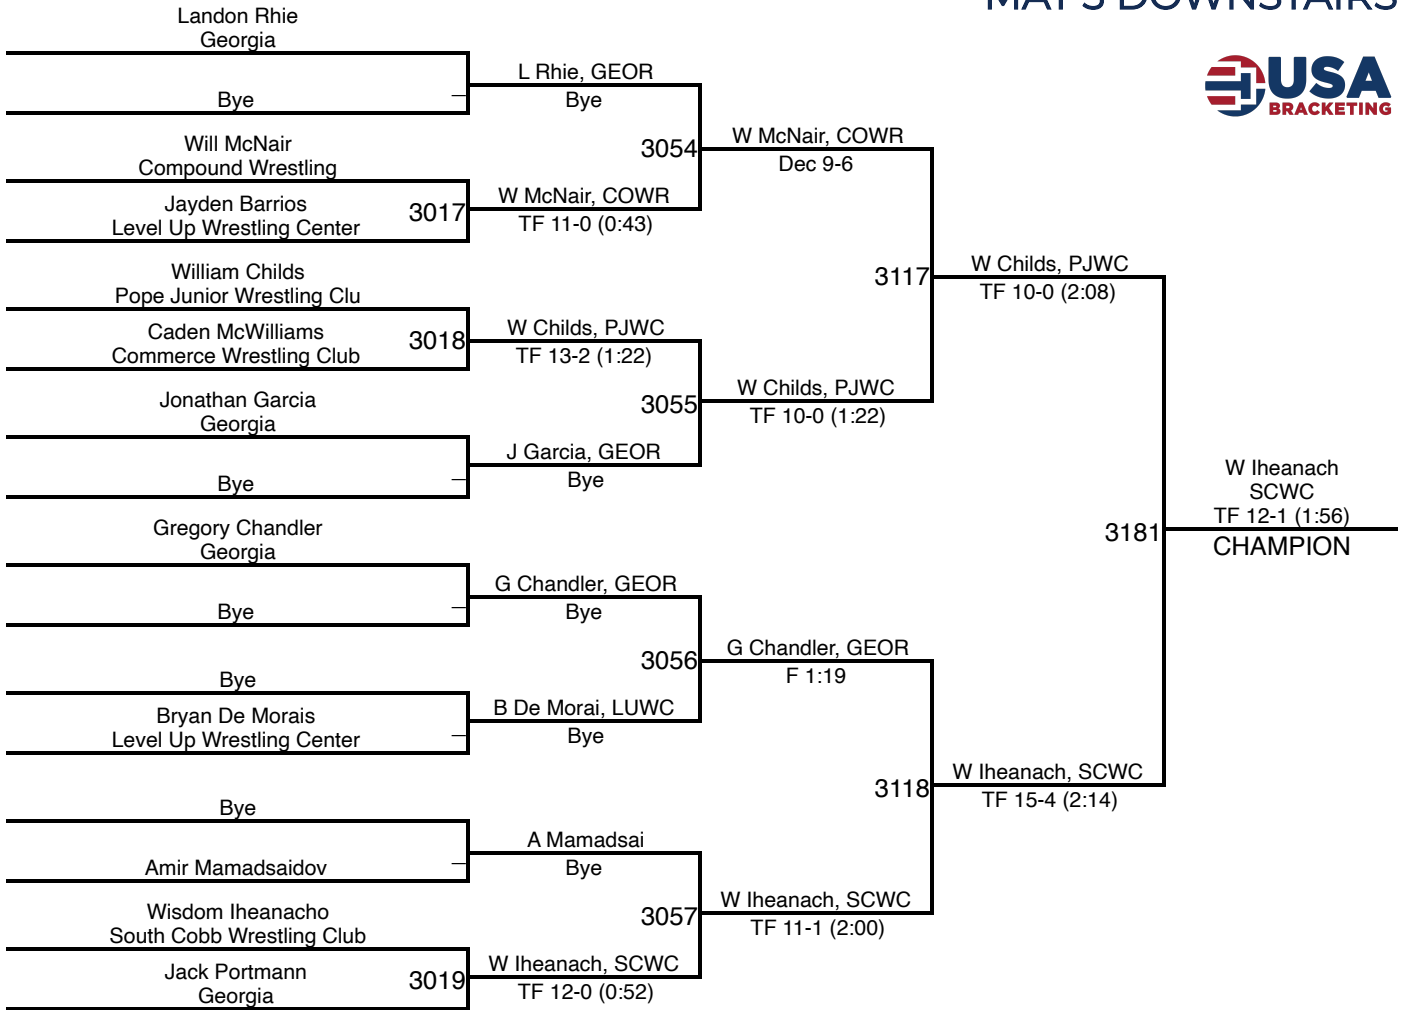 MAT 3 DOWNSTAIRS
USA
BRACKETING
Landon Rhie
Georgia
Bye
Will McNair
Compound Wrestling
Jayden Barrios
Level Up Wrestling Center
3017
William Childs
Pope Junior Wrestling Clu
Caden McWilliams
Commerce Wrestling Club
3018
Jonathan Garcia
Georgia
Bye
Gregory Chandler
Georgia
Bye
Bye
Bryan De Morais
Level Up Wrestling Center
Bye
Amir Mamadsaidov
Wisdom Iheanacho
South Cobb Wrestling Club
Jack Portmann
Georgia
3019
L Rhie, GEOR
Bye
3054
W McNair, COWR
TF 11-0 (0:43)
W Childs, PJWC
TF 13-2 (1:22)
3055
J Garcia, GEOR
Bye
G Chandler, GEOR
Bye
3056
B De Morai, LUWC
Bye
A Mamadsai
Bye
3057
W Iheanach, SCWC
TF 12-0 (0:52)
W McNair, COWR
Dec 9-6
3117
W Childs, PJWC
TF 10-0 (1:22)
G Chandler, GEOR
F 1:19
3118
W Iheanach, SCWC
TF 11-1 (2:00)
W Childs, PJWC
TF 10-0 (2:08)
3181
W Iheanach, SCWC
TF 15-4 (2:14)
W Iheanach
SCWC
TF 12-1 (1:56)
CHAMPION